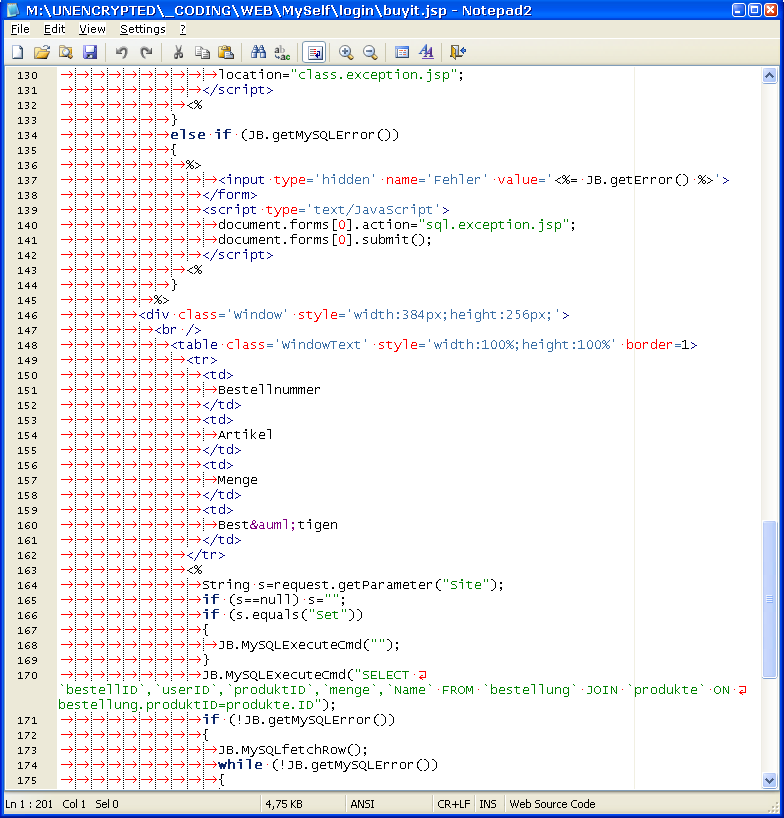 M:\UNENCRYPTED\_CODING\WEB\MySelf\login\buyit.jsp - Notepad2
File Edit View Settings ?
130 location="class.exception.jsp";
131 </script>
132 <%
133 }
134 else if (JB.getMySQLError())
135 {
136 %>
137 <input type='hidden' name='Fehler' value='<%= JB.getError() %>'>
138 </form>
139 <script type='text/JavaScript'>
140 document.forms[0].action="sql.exception.jsp";
141 document.forms[0].submit();
142 </script>
143 <%
144 }
145 %>
146 <div class='Window' style='width:384px;height:256px;'>
147 <br />
148 <table class='WindowText' style='width:100%;height:100%' border=1>
149 <tr>
150 <td>
151 Bestellnummer
152 </td>
153 <td>
154 Artikel
155 </td>
156 <td>
157 Menge
158 </td>
159 <td>
160 Best&auml;tigen
161 </td>
162 </tr>
163 <%
164 String s=request.getParameter("Site");
165 if (s==null) s="";
166 if (s.equals("Set"))
167 {
168 JB.MySQLExecuteCmd("");
169 }
170 JB.MySQLExecuteCmd("SELECT
`bestellID`,`userID`,`produktID`,`menge`,`Name` FROM `bestellung` JOIN `produkte` ON
bestellung.produktID=produkte.ID");
171 if (!JB.getMySQLError())
172 {
173 JB.MySQLfetchRow();
174 while (!JB.getMySQLError())
175 {
Ln 1 : 201 Col 1 Sel 0 4,75 KB ANSI CR+LF INS Web Source Code